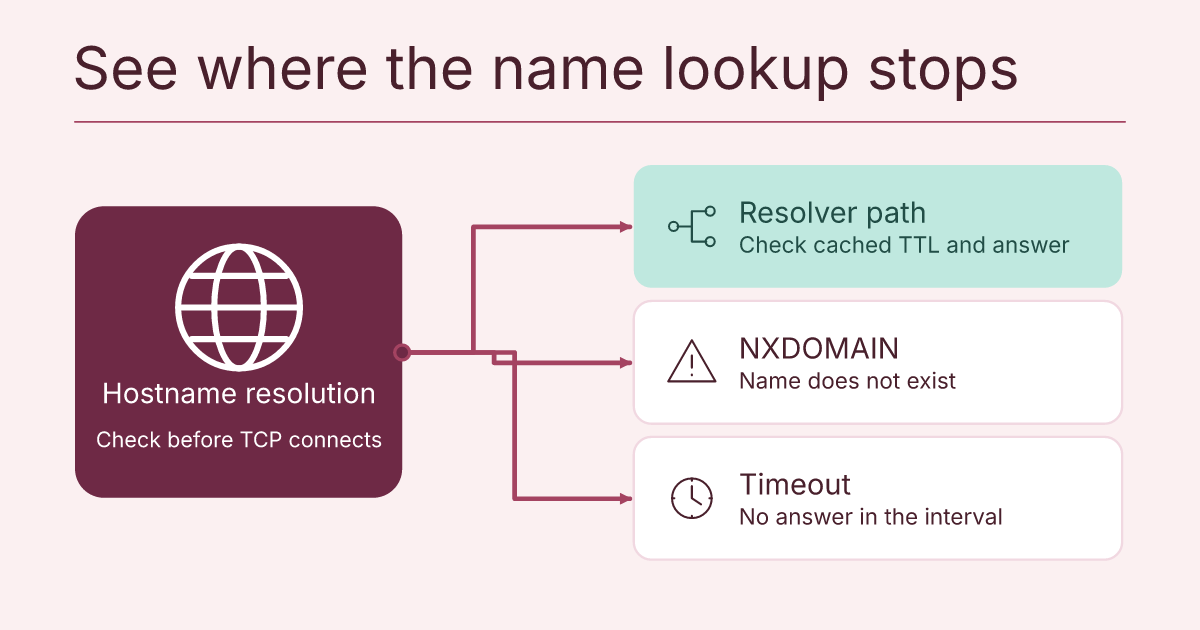 See where the name lookup stops
Hostname resolution
Check before TCP connects
Resolver path
Check cached TTL and answer
NXDOMAIN
Name does not exist
Timeout
No answer in the interval